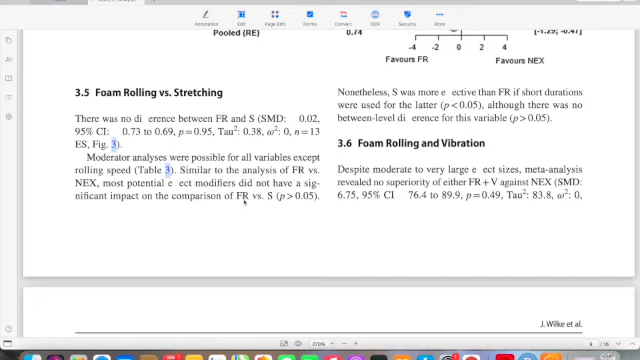 Annotation
Edit
Page Edit
Forms
OCR
Convert
Security
More
Pooled (RE)
0.74
-4 -2 0 2 4
Favours FR
Favours NEX
3.5 Foam Rolling vs. Stretching
There was no di erence between FR and S (SMD: 0.02,
95% CI 0.73 to 0.69, p=0.95, Tau²: 0.38, ω²: 0, n=13
ES, Fig. 3).
Moderator analyses were possible for all variables except
rolling speed (Table 3). Similar to the analysis of FR vs.
NEX, most potential e ect modifiers did not have a sig-
nificant impact on the comparison of FR vs. S (p>0.05).
Nonetheless, S was more e ective than FR if short durations
were used for the latter (p<0.05), although there was no
between-level di erence for this variable (p>0.05).
3.6 Foam Rolling and Vibration
Despite moderate to very large e ect sizes, meta-analysis
revealed no superiority of either FR+V against NEX (SMD:
6.75, 95% CI 76.4 to 89.9, p=0.49, Tau²: 83.8, ω²: 0,
J. Wilke et al.
270%
9 / 16